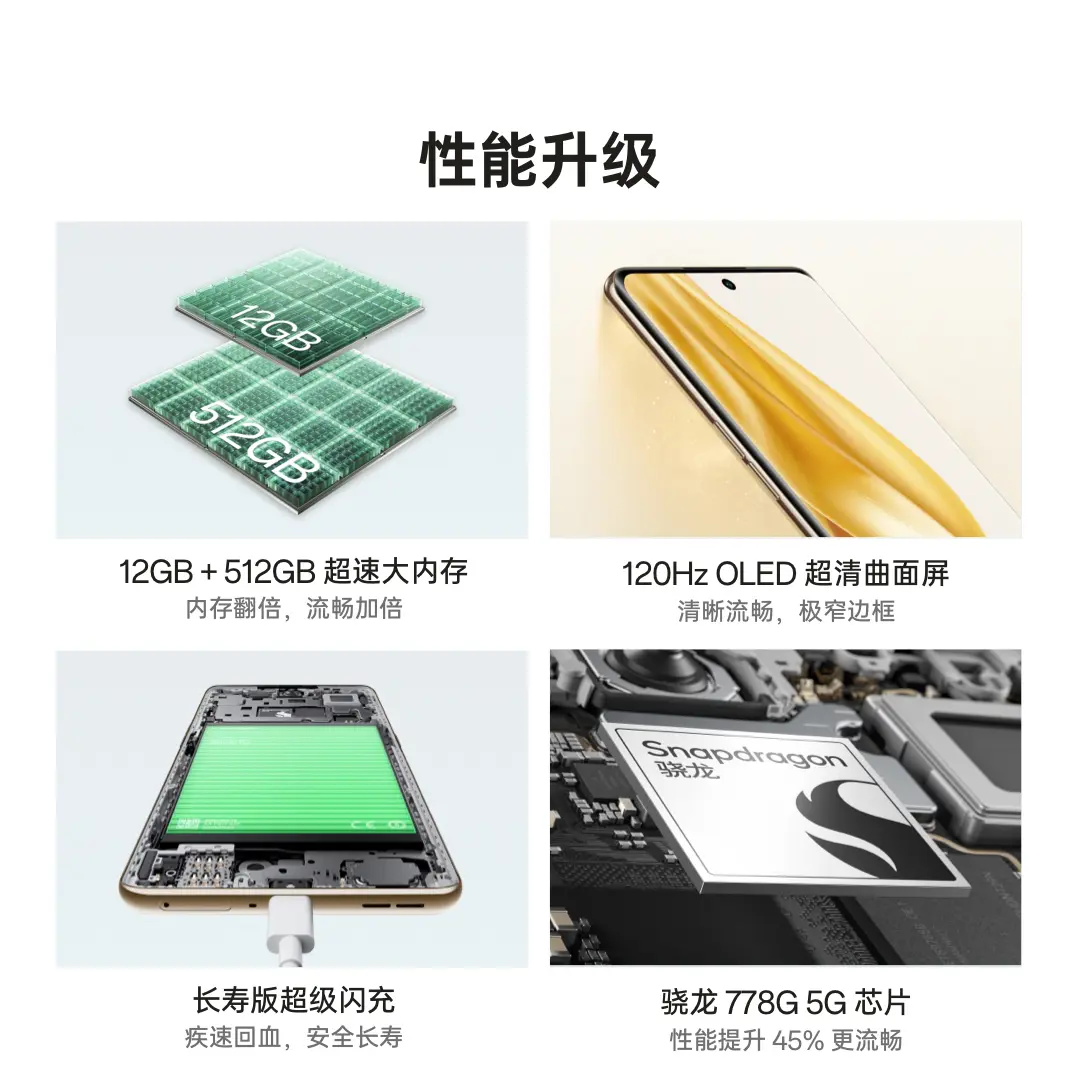 性能升级
12GB
512GB
12GB + 512GB 超速大内存
内存翻倍，流畅加倍
120Hz OLED 超清曲面屏
清晰流畅，极窄边框
长寿版超级闪充
疾速回血，安全长寿
Snapdragon
骁龙
骁龙 778G 5G 芯片
性能提升 45% 更流畅